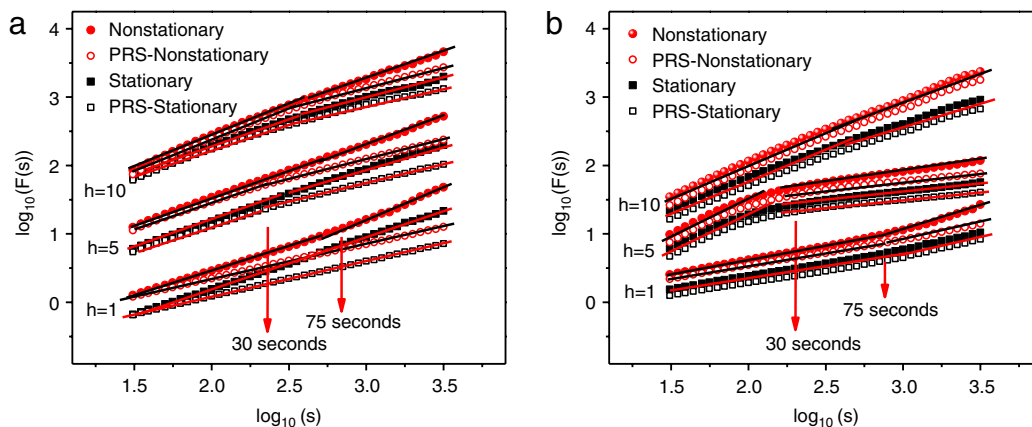 a
Nonstationary
PRS-Nonstationary
Stationary
PRS-Stationary
log10(F(s))
4
3
2
1
0
h=10
h=5
h=1
75 seconds
30 seconds
1.5 2.0 2.5 3.0 3.5
log10 (s)
b
Nonstationary
PRS-Nonstationary
Stationary
PRS-Stationary
log10(F(s))
4
3
2
1
0
h=10
h=5
h=1
75 seconds
30 seconds
1.5 2.0 2.5 3.0 3.5
log10 (s)